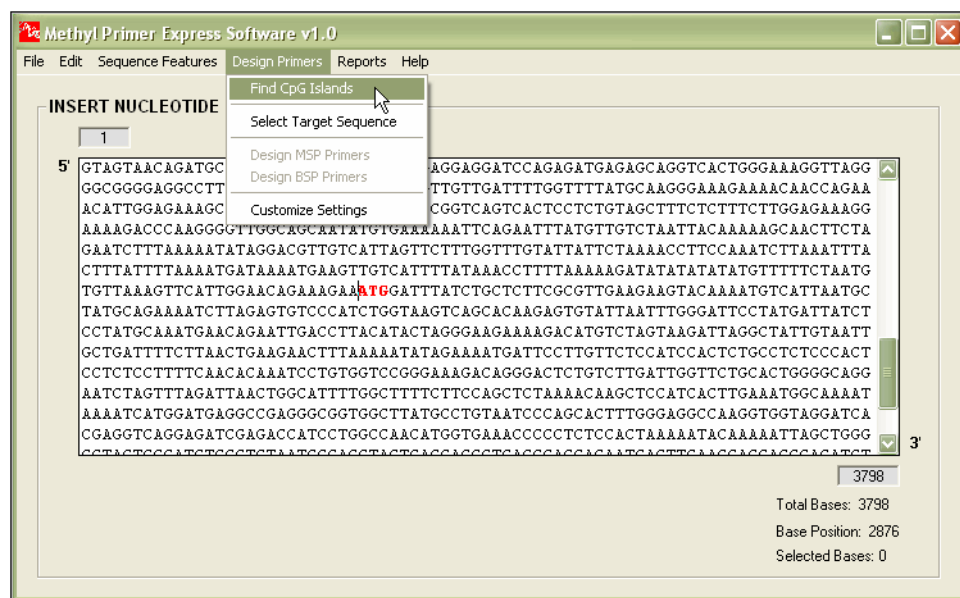 Methyl Primer Express Software v1.0
File Edit Sequence Features Design Primers Reports Help
Find CpG Islands
Select Target Sequence
Design MSP Primers
Design BSP Primers
Customize Settings
INSERT NUCLEOTIDE
1
5' GTAGTAACAGATGC AGGAGGATCCAGAGATGAGAGCAGGTCACTGGGAAAGGTTAGG
GGCGGGGAGGCCTT TTGTTGATTTTGGTTTTATGCAAGGGAAAGAAAACAACCAGAA
ACATTGGAGAAAGC CGGTCAGTCACTCCTCTGTAGCTTTCTCTTTCTTGGAGAAAGG
AAAAGACCCAAGGGGTTGGCAGCAATATGTGAAAAAATTCAGAATTTATGTTGTCTAATTACAAAAAGCAACTTCTA
GAATCTTTAAAAATATAGGACGTTGTCATTAGTTCTTTGGTTTGTATTATTCTAAAACCTTCCAAATCTTAAATTTA
CTTTATTTTAAAATGATAAAATGAAGTTGTCATTTTATAAACCTTTTAAAAAGATATATATATATGTTTTTCTAATG
TGTTAAAGTTCATTGGAACAGAAAGAAATGGATTTATCTGCTCTTCGCGTTGAAGAAGTACAAAATGTCATTAATGC
TATGCAGAAAATCTTAGAGTGTCCCATCTGGTAAGTCAGCACAAGAGTGTATTAATTTGGGATTCCTATGATTATCT
CCTATGCAAATGAACAGAATTGACCTTACATACTAGGGAAGAAAAGACATGTCTAGTAAGATTAGGCTATTGTAATT
GCTGATTTTCTTAACTGAAGAACTTTAAAAATATAGAAAATGATTCCTTGTTCTCCATCCACTCTGCCTCTCCCACT
CCTCTCCTTTTCAACACAAATCCTGTGGTCCGGGAAAGACAGGGACTCTGTCTTGATTGGTTCTGCACTGGGGCAGG
AATCTAGTTTAGATTAACTGGCATTTTGGCTTTTCTTCCAGCTCTAAAACAAGCTCCATCACTTGAAATGGCAAAAT
AAAATCATGGATGAGGCCGAGGGCGGTGGCTTATGCCTGTAATCCCAGCACTTTGGGAGGCCAAGGTGGTAGGATCA
CGAGGTCAGGAGATCGAGACCATCCTGGCCAACATGGTGAAACCCCCTCTCCACTAAAAATACAAAAATTAGCTGGG
3'
3798
Total Bases: 3798
Base Position: 2876
Selected Bases: 0